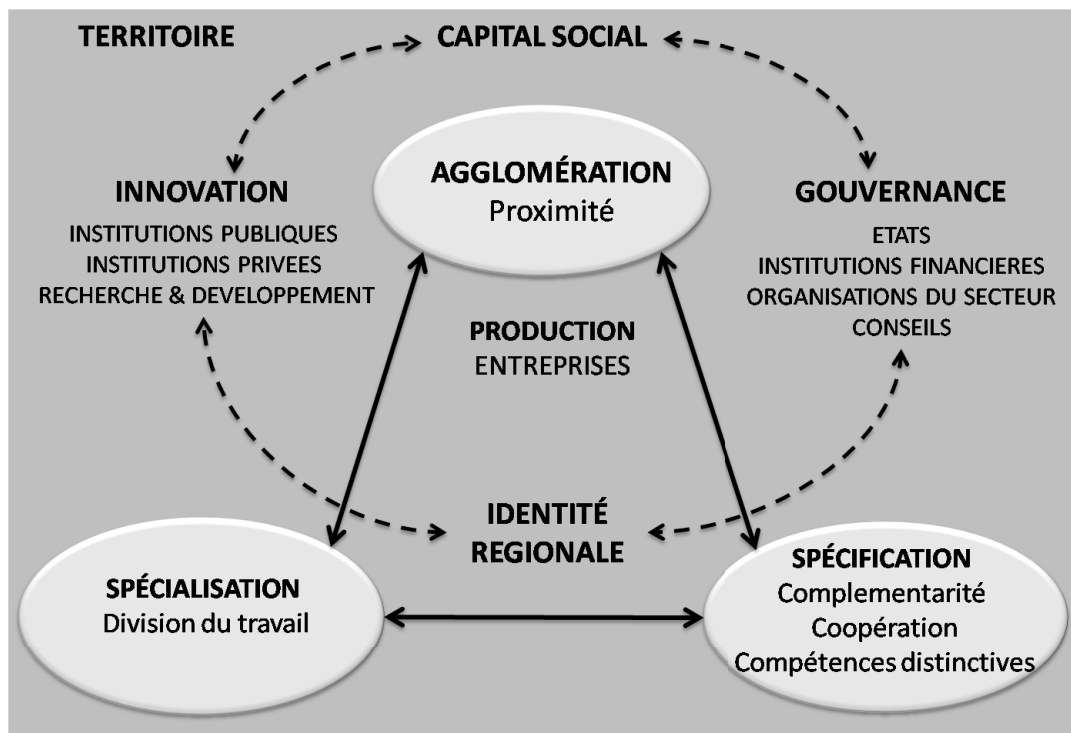 TERRITOIRE
CAPITAL SOCIAL
AGGLOMÉRATION
Proximité
INNOVATION
INSTITUTIONS PUBLIQUES
INSTITUTIONS PRIVEES
RECHERCHE & DEVELOPPEMENT
GOUVERNANCE
ETATS
INSTITUTIONS FINANCIERES
ORGANISATIONS DU SECTEUR
CONSEILS
PRODUCTION
ENTREPRISES
IDENTITÉ
REGIONALE
SPÉCIALISATION
Division du travail
SPÉCIFICATION
Complementarité
Coopération
Compétences distinctives